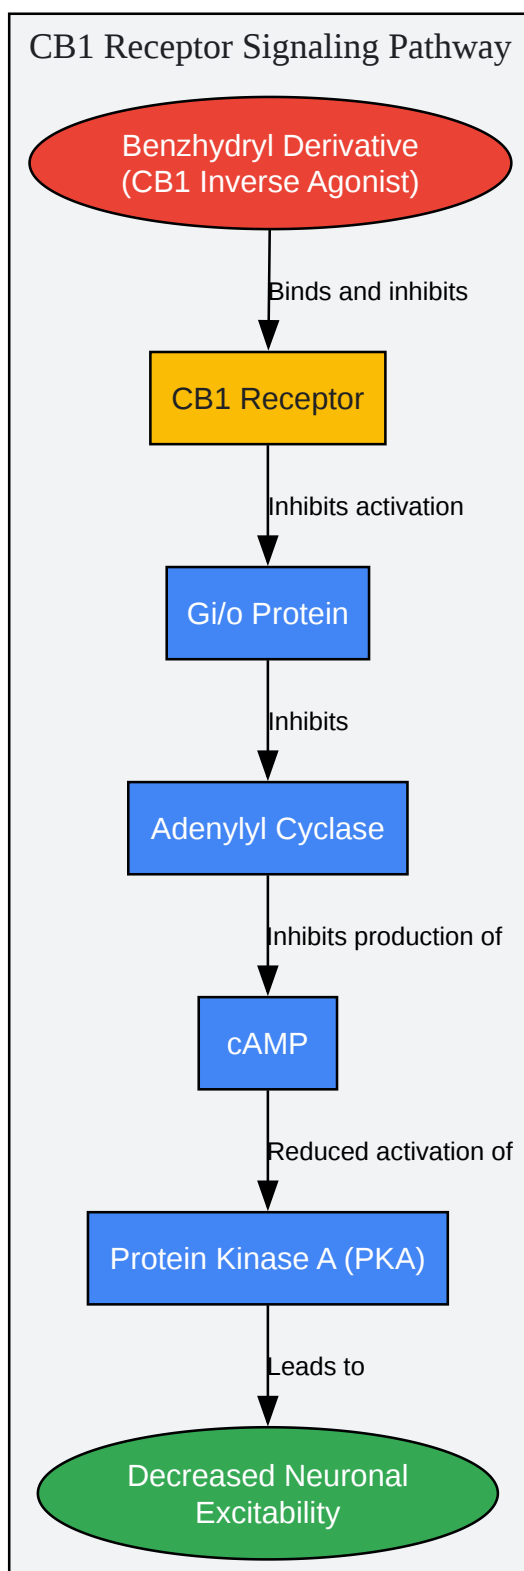 CB1 Receptor Signaling Pathway
Benzhydryl Derivative
(CB1 Inverse Agonist)
Binds and inhibits
CB1 Receptor
Inhibits activation
Gi/o Protein
Inhibits
Adenylyl Cyclase
Inhibits production of
cAMP
Reduced activation of
Protein Kinase A (PKA)
Leads to
Decreased Neuronal
Excitability